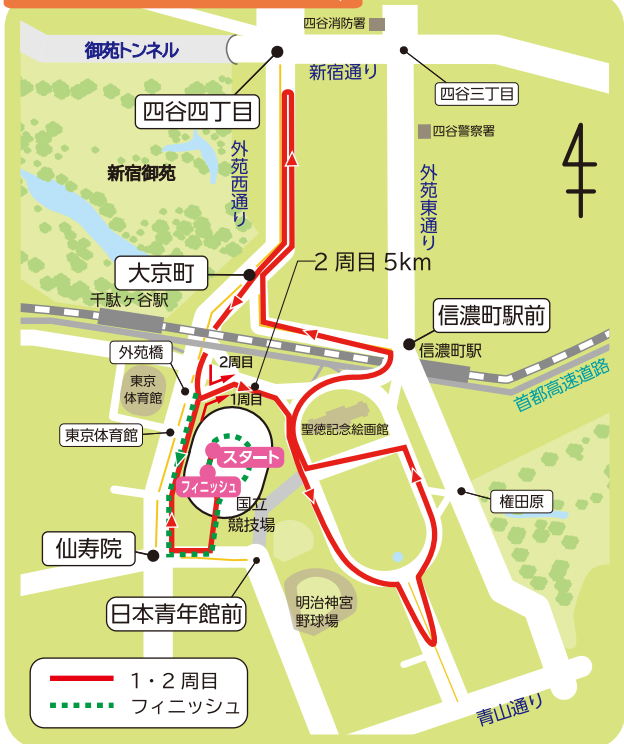 四谷消防署
御苑トンネル
新宿通り
四谷四丁目
四谷三丁目
四谷警察署
外苑西通り
新宿御苑
外苑東通り
2周目 5km
大京町
千駄ヶ谷駅
信濃町駅前
信濃町駅
外苑橋
2周目
首都高速道路
東京
体育館
1周目
聖徳記念絵画館
東京体育館
スタート
フィニッシュ
国立
競技場
権田原
仙寿院
日本青年館前
明治神宮
野球場
1・2周目
フィニッシュ
青山通り